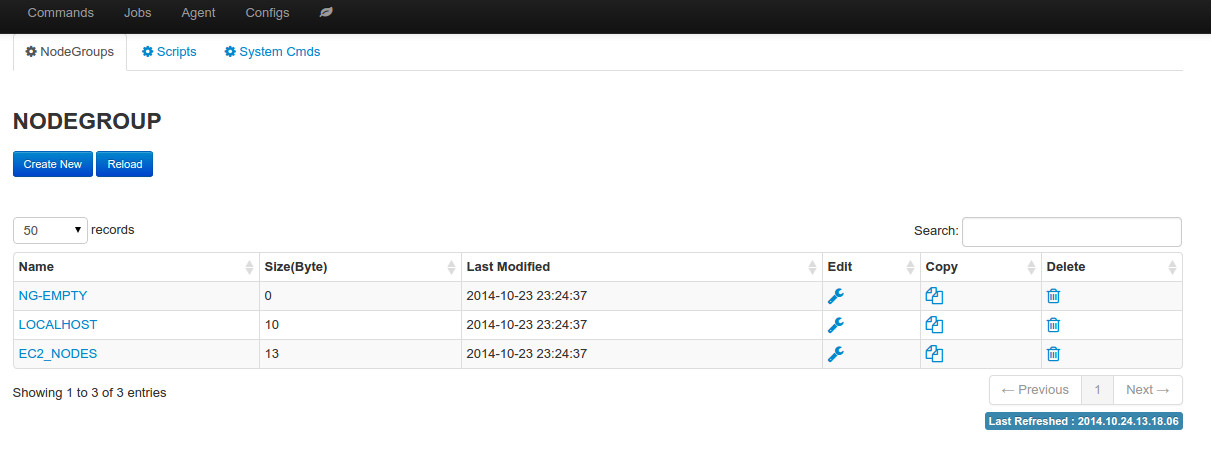 Commands Jobs Agent Configs
NodeGroups Scripts System Cmds
NODEGROUP
Create New Reload
50 records Search:
Name Size(Byte) Last Modified Edit Copy Delete
NG-EMPTY 0 2014-10-23 23:24:37
LOCALHOST 10 2014-10-23 23:24:37
EC2_NODES 13 2014-10-23 23:24:37
Showing 1 to 3 of 3 entries ← Previous 1 Next →
Last Refreshed : 2014.10.24.13.18.06